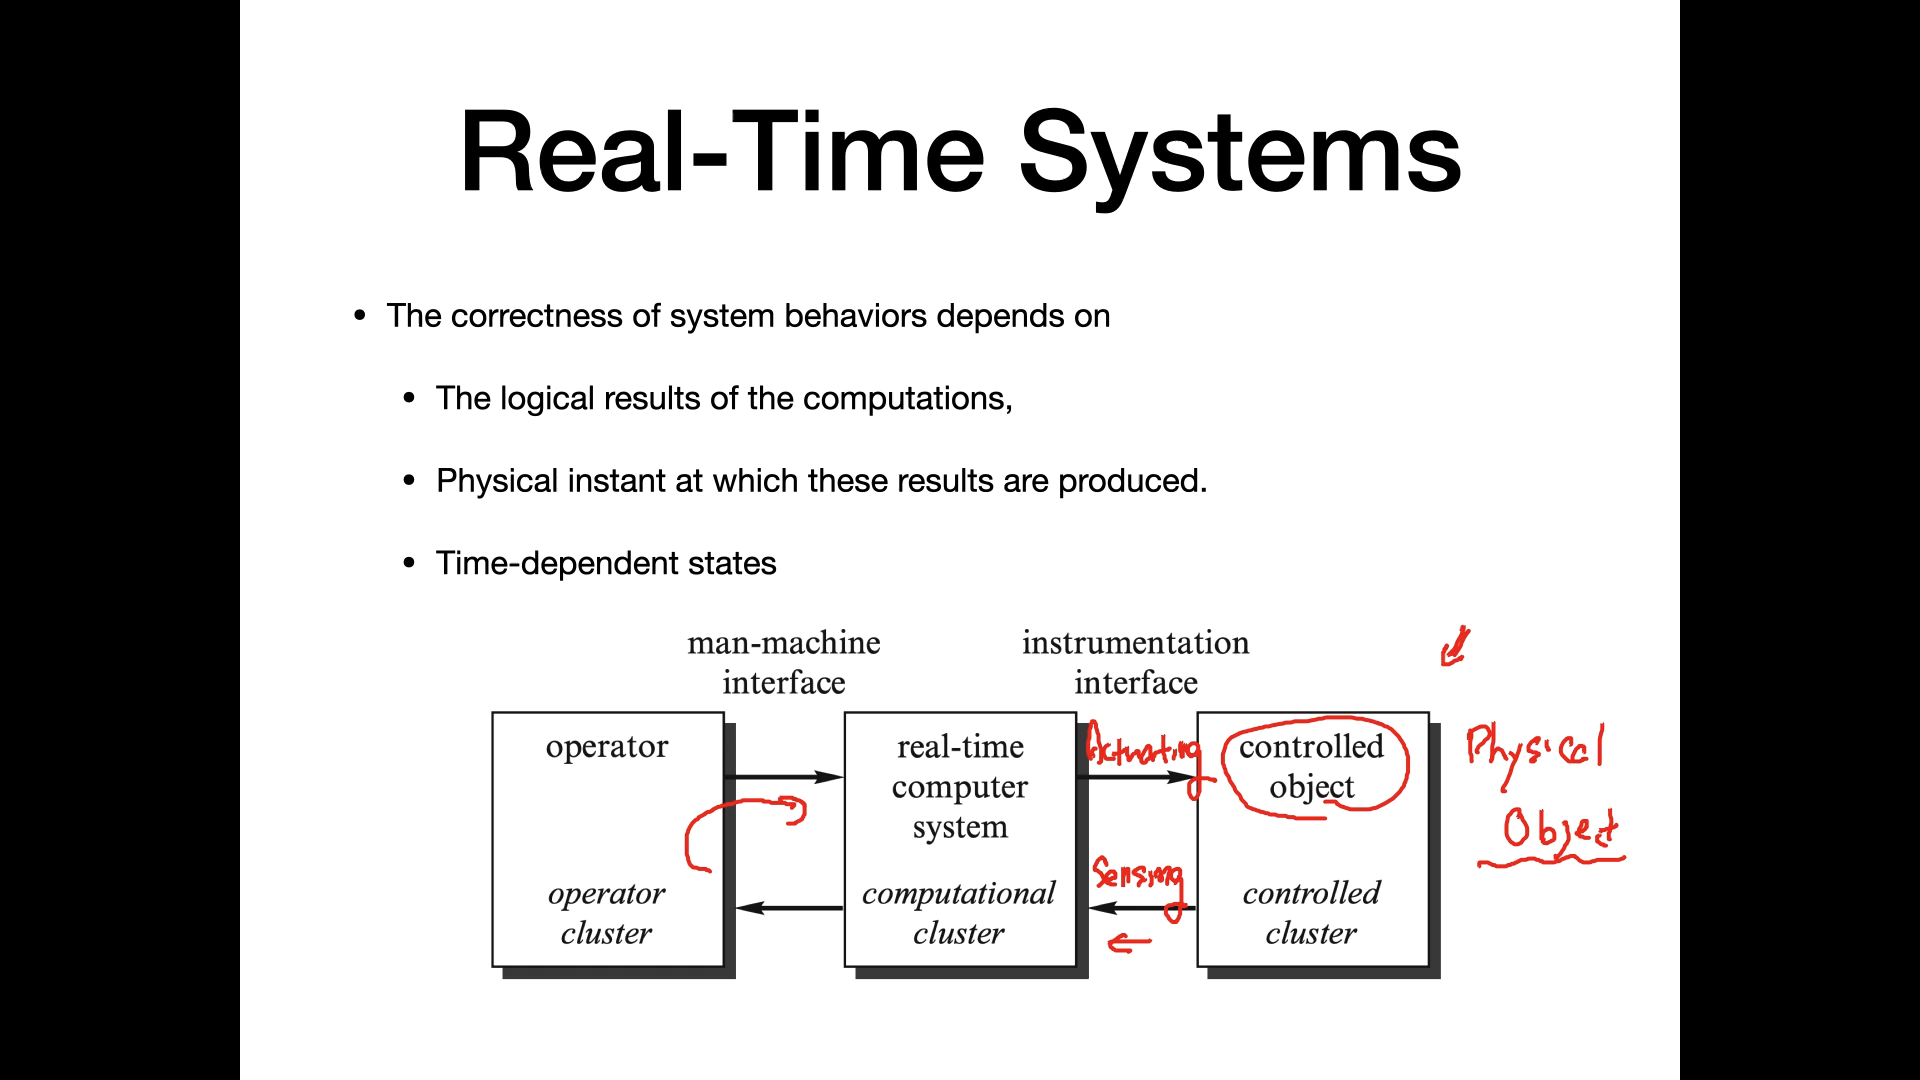 Real-Time Systems
• The correctness of system behaviors depends on
• The logical results of the computations,
• Physical instant at which these results are produced.
• Time-dependent states
man-machine
interface
instrumentation
interface
operator
operator
cluster
real-time
computer
system
computational
cluster
Actuating
Sensing
controlled
object
controlled
cluster
Physical
Object